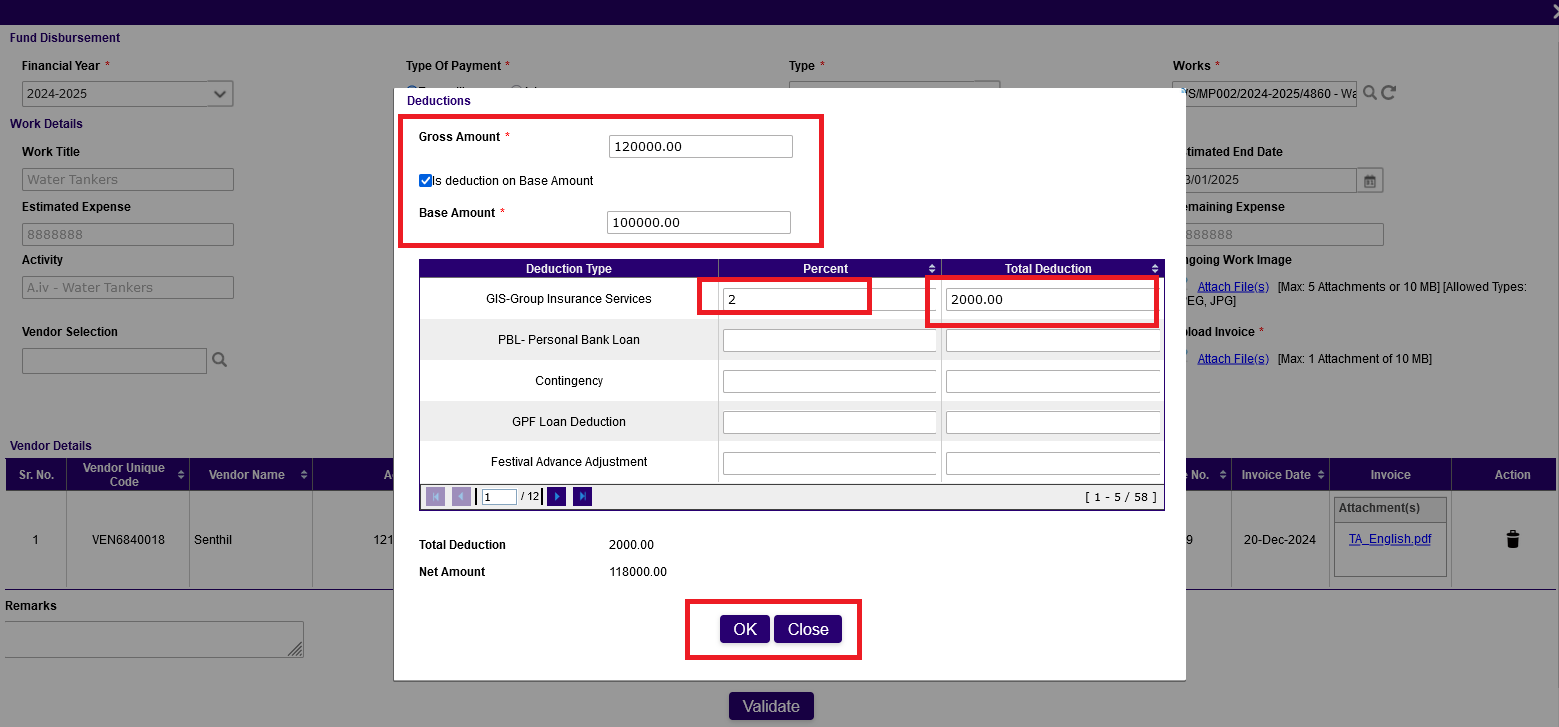 Fund Disbursement
Financial Year *
Type Of Payment *
Type *
Works *
2024-2025
S/MP002/2024-2025/4860 - Wa
Deductions
Work Details
Gross Amount *
120000.00
Work Title
timated End Date
Water Tankers
Is deduction on Base Amount
/01/2025
Estimated Expense
Base Amount *
emaining Expense
8888888
100000.00
888888
Activity
ngoing Work Image
Deduction Type
Percent
Total Deduction
A.iv - Water Tankers
Attach File(s) [Max: 5 Attachments or 10 MB] [Allowed Types:
EG, JPG]
GIS-Group Insurance Services
2
2000.00
Vendor Selection
pload Invoice *
PBL- Personal Bank Loan
Attach File(s) [Max: 1 Attachment of 10 MB]
Contingency
GPF Loan Deduction
Vendor Details
Festival Advance Adjustment
Sr. No.
Vendor Unique
Code
Vendor Name
A
e No.
Invoice Date
Invoice
Action
1 / 12
[ 1 - 5 / 58 ]
Attachment(s)
1
VEN6840018
Senthil
121
9
20-Dec-2024
TA_English.pdf
Total Deduction
2000.00
Net Amount
118000.00
Remarks
OK
Close
Validate